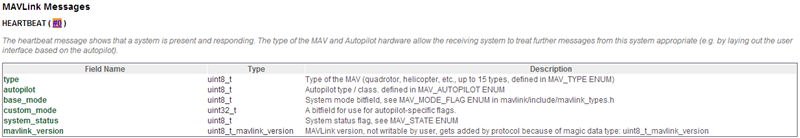 MAVLink Messages
HEARTBEAT ( #0 )
The heartbeat message shows that a system is present and responding. The type of the MAV and Autopilot hardware allow the receiving system to treat further messages from this system appropriate (e.g. by laying out the user
interface based on the autopilot).
Field Name Type Description
type uint8_t Type of the MAV (quadrotor, helicopter, etc., up to 15 types, defined in MAV_TYPE ENUM)
autopilot uint8_t Autopilot type / class. defined in MAV_AUTOPILOT ENUM
base_mode uint8_t System mode bitfield, see MAV_MODE_FLAG ENUM in mavlink/include/mavlink_types.h
custom_mode uint32_t A bitfield for use for autopilot-specific flags.
system_status uint8_t System status flag, see MAV_STATE ENUM
mavlink_version uint8_t_mavlink_version MAVLink version, not writable by user, gets added by protocol because of magic data type: uint8_t_mavlink_version